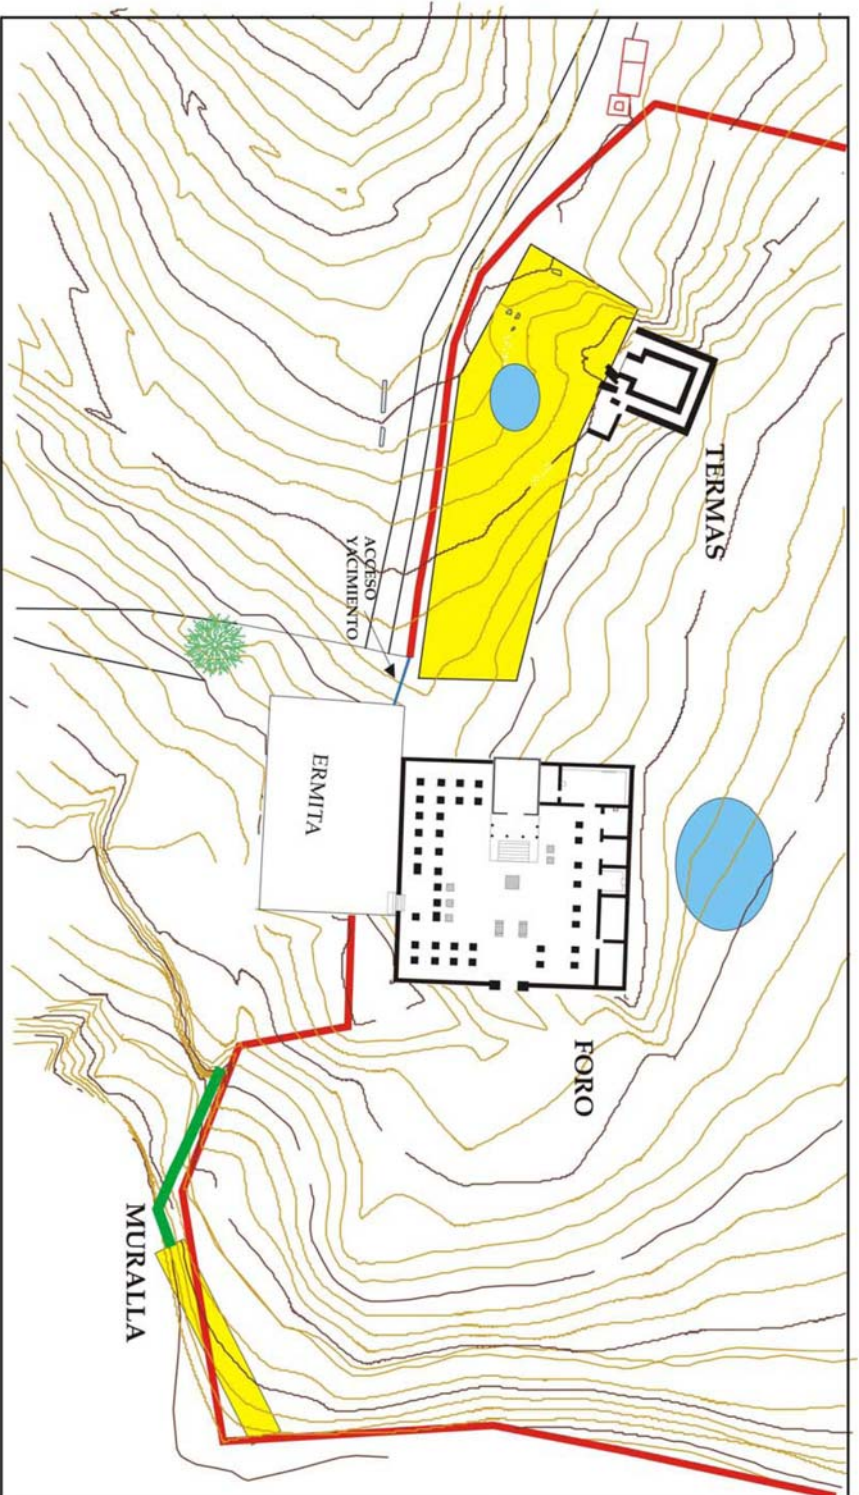 TERMAS
ACCESO
YACIMIENTO
ERMITA
FORO
MURALLA